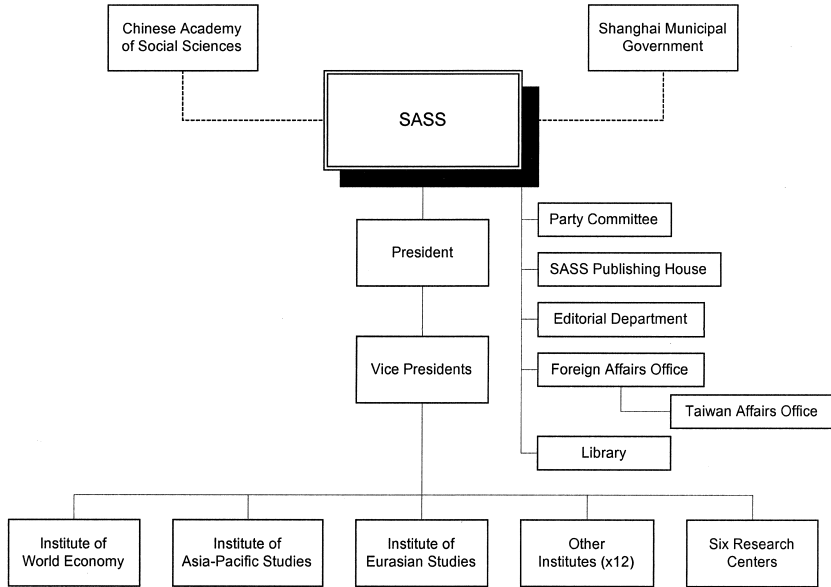 Chinese Academy
of Social Sciences
Shanghai Municipal
Government
SASS
Party Committee
President
SASS Publishing House
Editorial Department
Vice Presidents
Foreign Affairs Office
Taiwan Affairs Office
Library
Institute of
World Economy
Institute of
Asia-Pacific Studies
Institute of
Eurasian Studies
Other
Institutes (x12)
Six Research
Centers